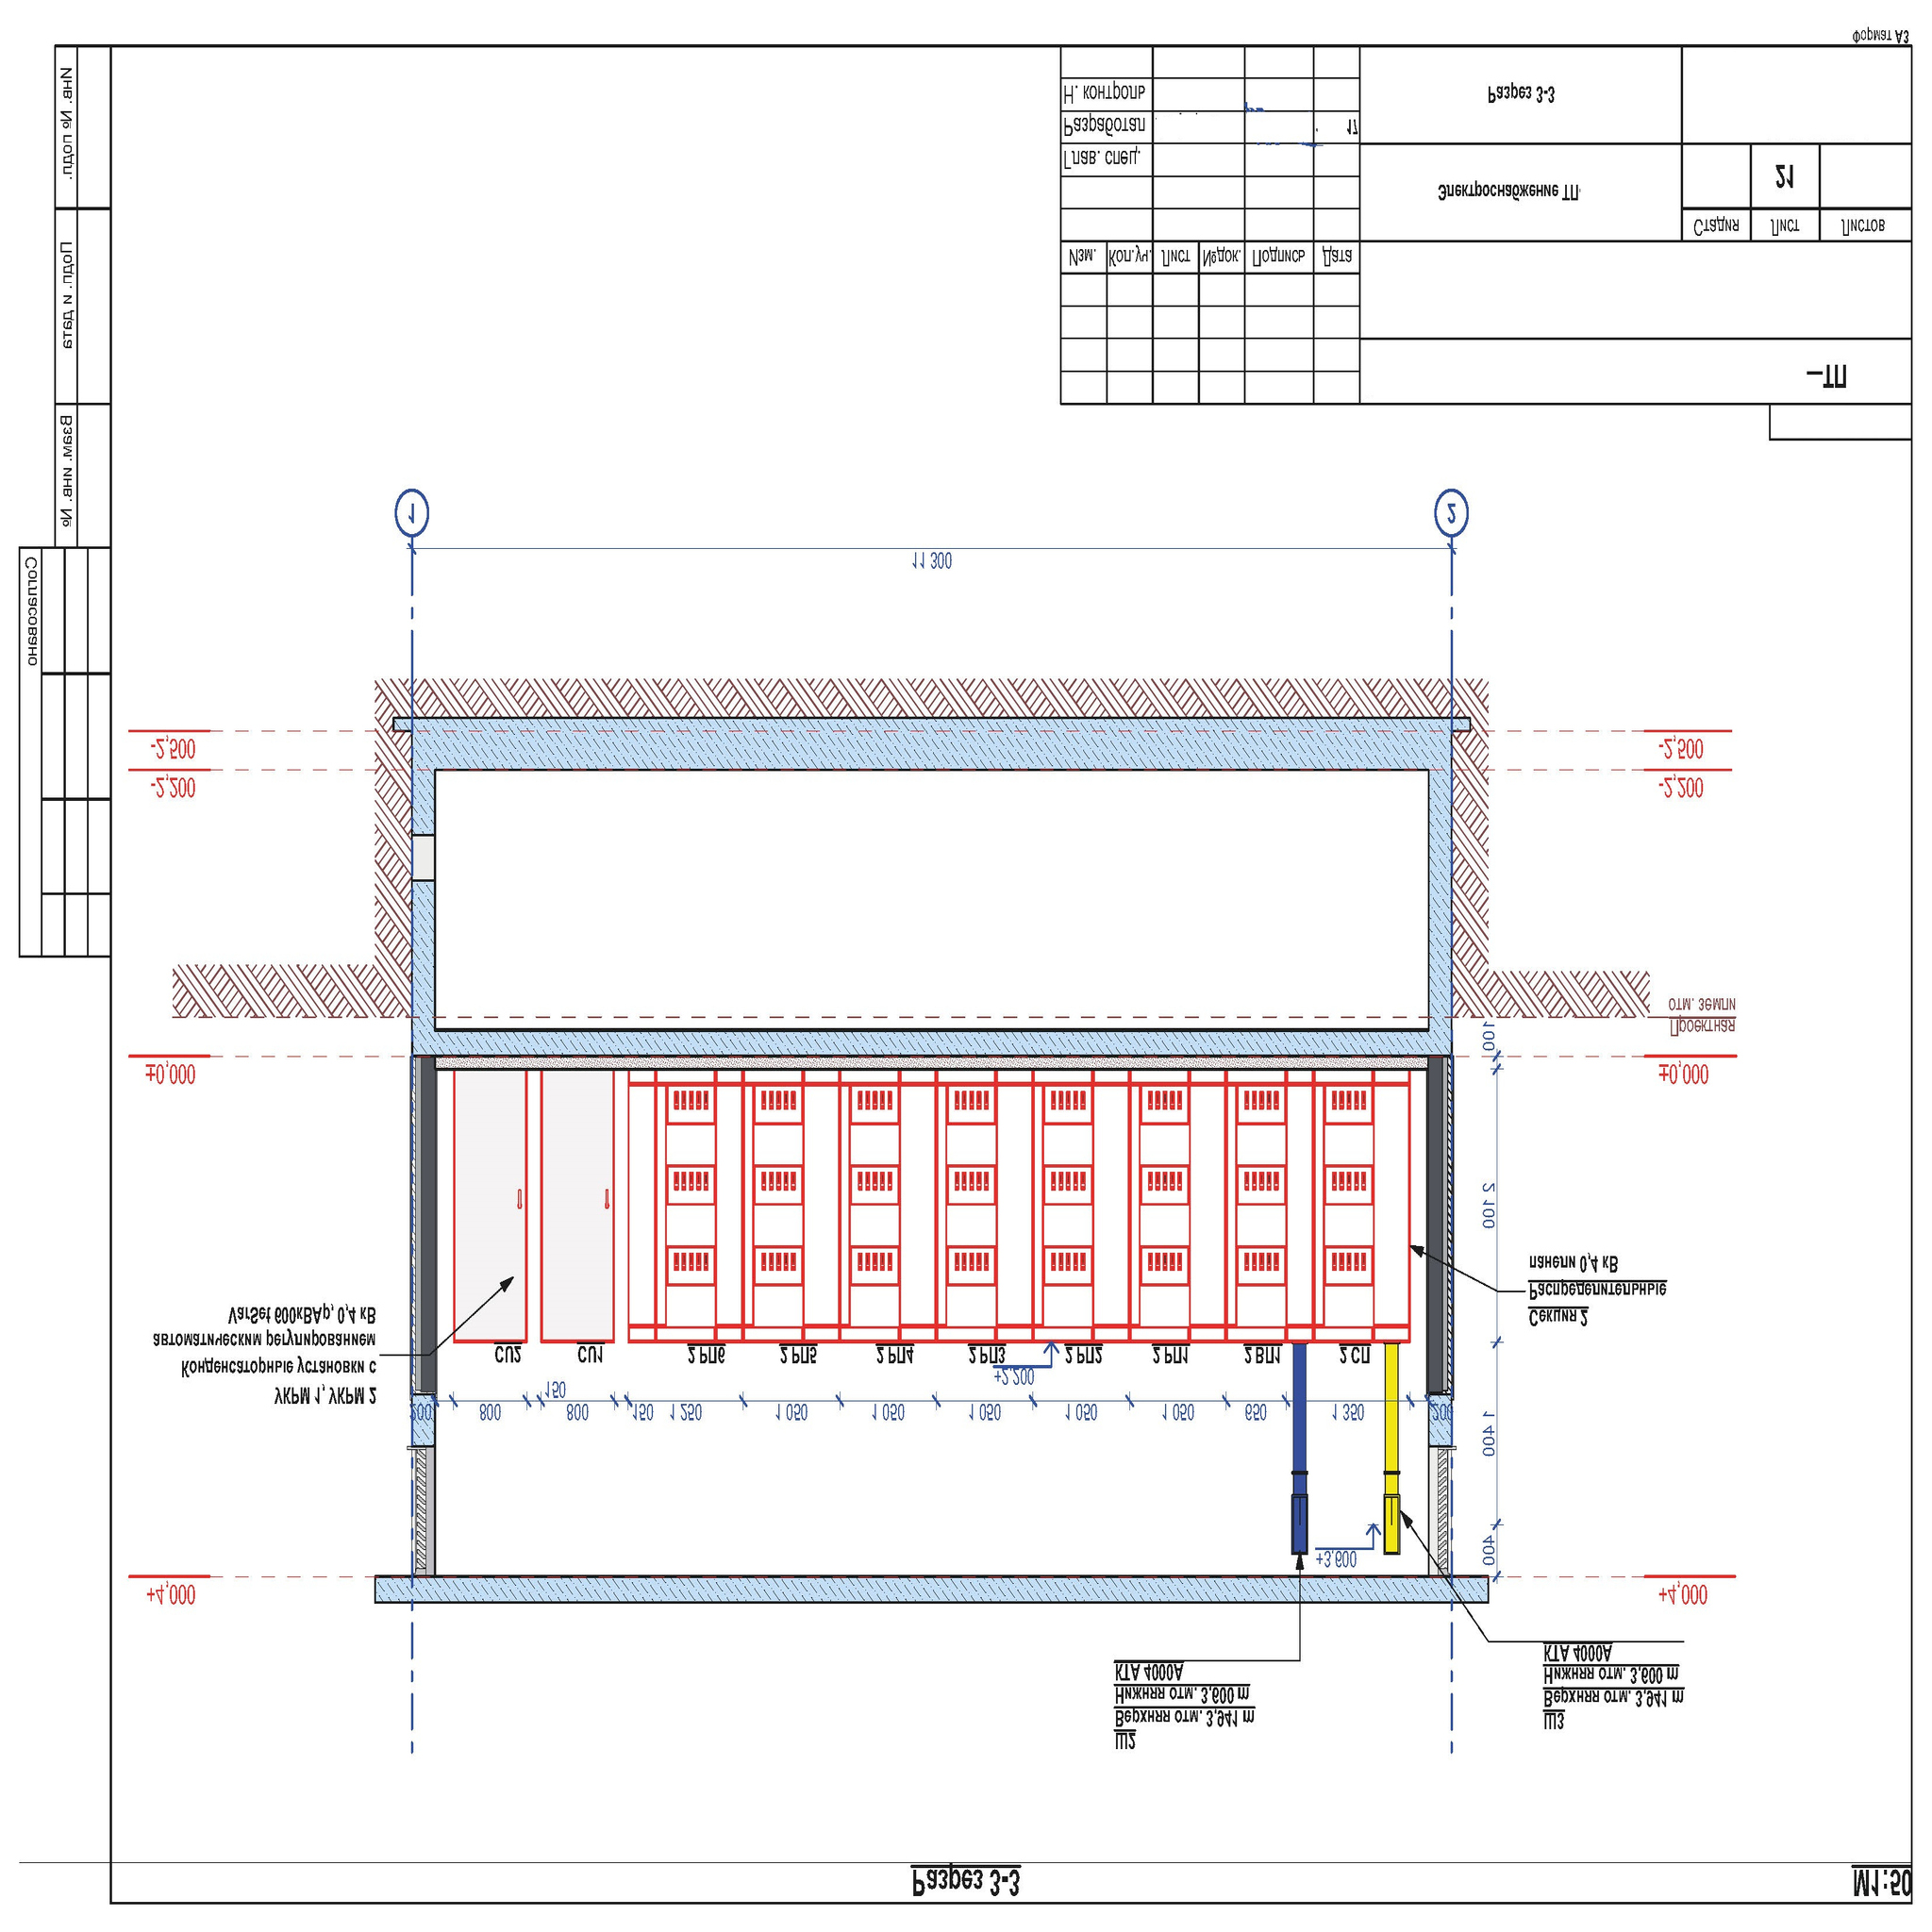 Разрез 3-3
М1:50
Ш2
Верхняя отм. 3,941 m
Нижняя отм. 3,600 m
КТА 4000А
Ш3
Верхняя отм. 3,941 m
Нижняя отм. 3,600 m
КТА 4000А
+4,000
+4,000
+3,600
400
1 400
200
800
150
800
150
1 250
1 050
1 050
1 050
1 050
1 050
650
1 350
200
+2,200
УКРМ 1, УКРМ 2
Конденсаторные установки с
автоматическим регулированием
VarSet 600кВАр, 0,4 кВ
CU2
CU1
2 РП6
2 РП5
2 РП4
2 РП3
2 РП2
2 РП1
2 ВП1
2 СП
Секция 2
Распределительные
панели 0,4 кВ
2 100
±0,000
±0,000
100
Проектная
отм. земли
-2,200
-2,200
-2,500
-2,500
11 300
1
2
Согласовано
Взам. инв. №
Подп. и дата
Инв. № подп.
–ТП
Изм.
Кол.уч.
Лист
№док.
Подпись
Дата
Электроснабжение ТП
Стадия
Лист
Листов
21
Глав. спец.
Разработал
17
Н. контроль
Разрез 3-3
Формат А3